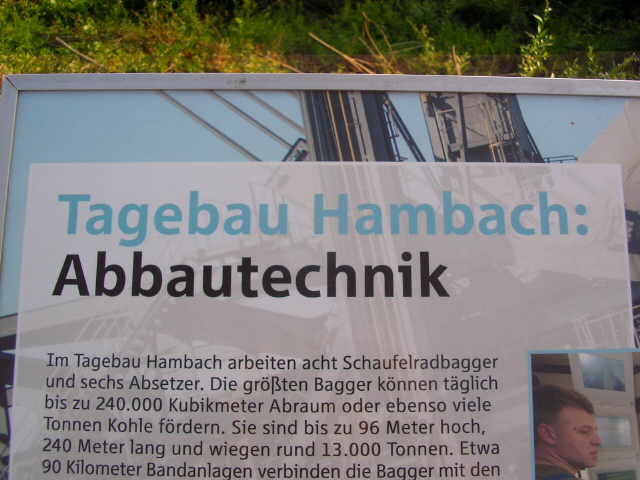 Tagebau Hambach:
Abbautechnik
Im Tagebau Hambach arbeiten acht Schaufelradbagger
und sechs Absetzer. Die größten Bagger können täglich
bis zu 240.000 Kubikmeter Abraum oder ebenso viele
Tonnen Kohle fördern. Sie sind bis zu 96 Meter hoch,
240 Meter lang und wiegen rund 13.000 Tonnen. Etwa
90 Kilometer Bandanlagen verbinden die Bagger mit den